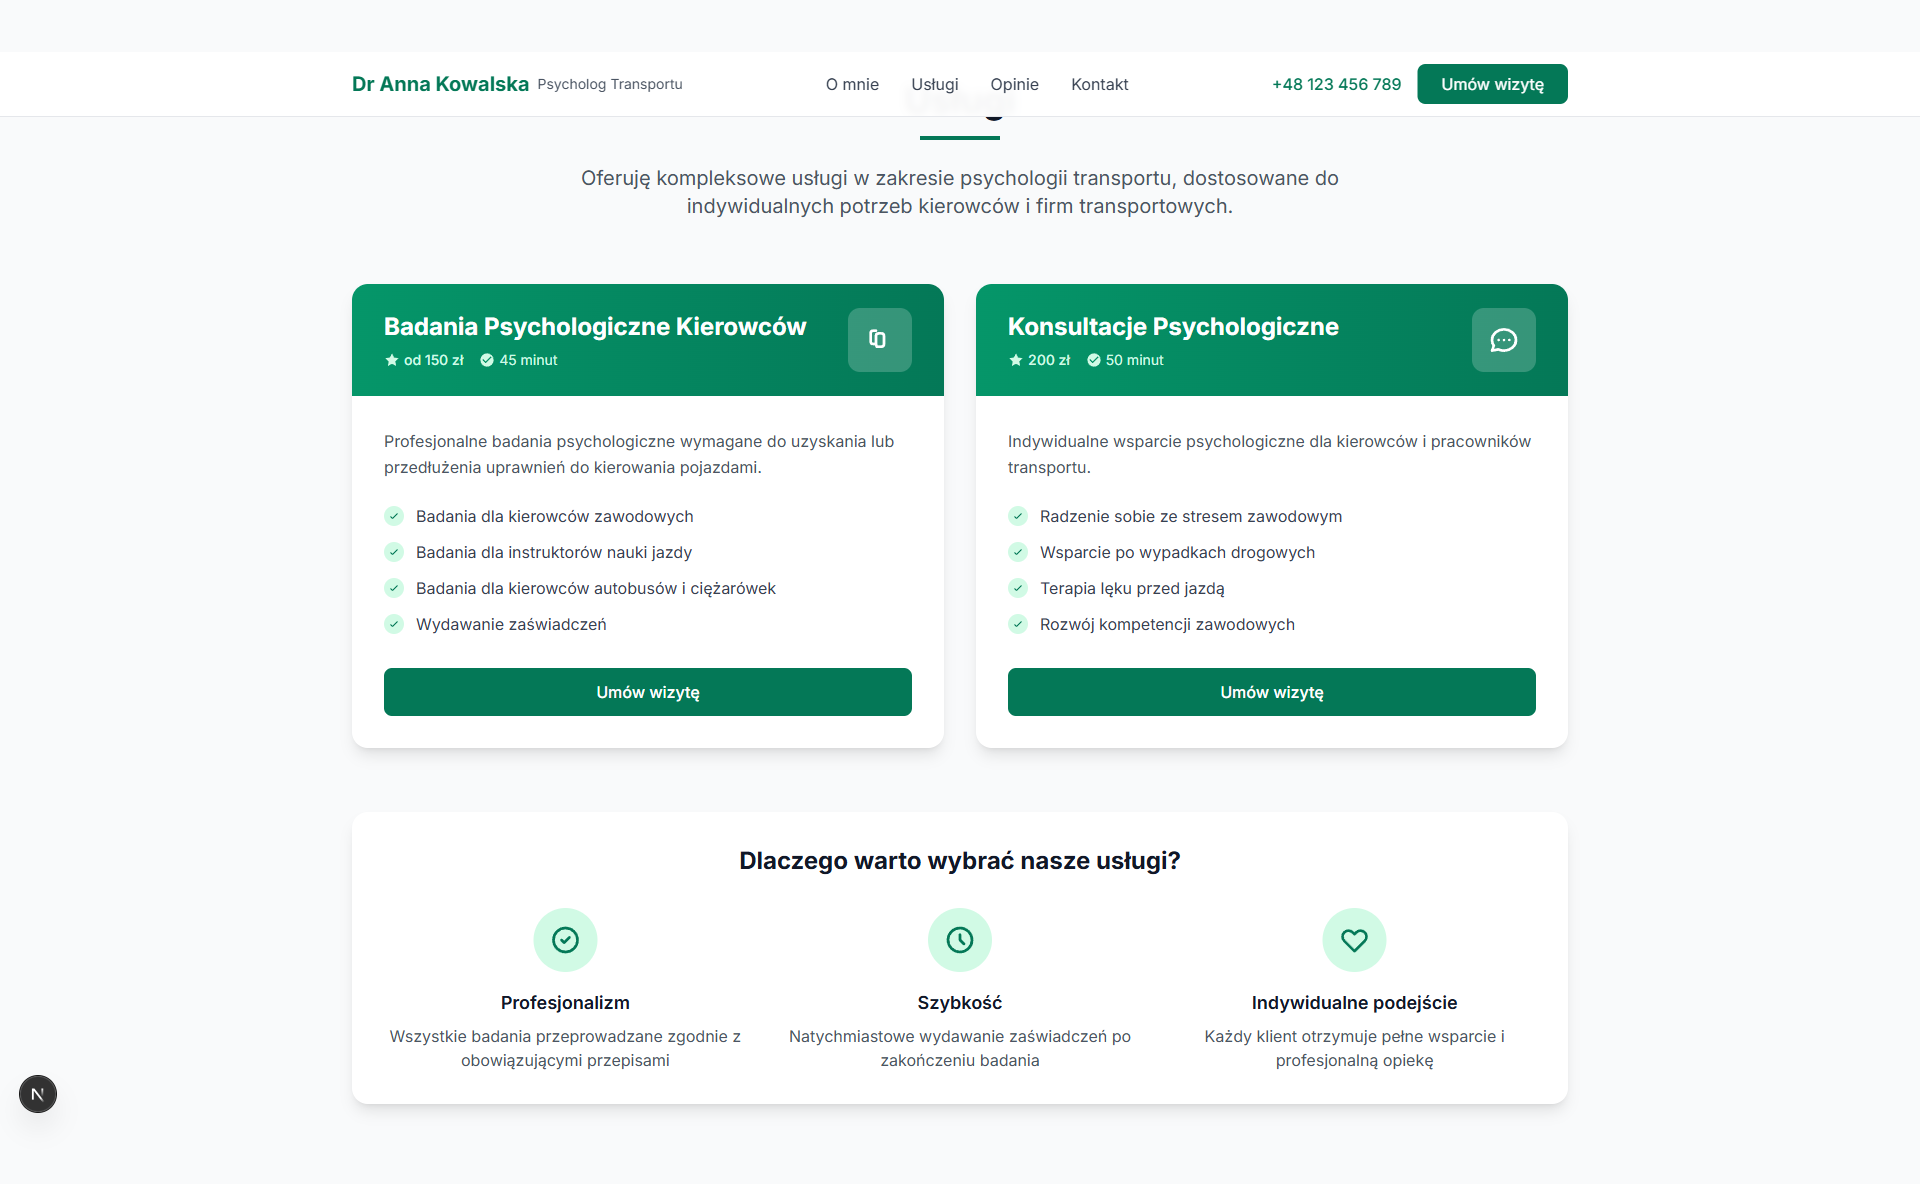 Dr Anna Kowalska Psycholog Transportu
O mnie Usługi Opinie Kontakt
+48 123 456 789 Umów wizytę
Oferuję kompleksowe usługi w zakresie psychologii transportu, dostosowane do
indywidualnych potrzeb kierowców i firm transportowych.
Badania Psychologiczne Kierowców
od 150 zł 45 minut
Profesjonalne badania psychologiczne wymagane do uzyskania lub
przedłużenia uprawnień do kierowania pojazdami.
Badania dla kierowców zawodowych
Badania dla instruktorów nauki jazdy
Badania dla kierowców autobusów i ciężarówek
Wydawanie zaświadczeń
Umów wizytę
Konsultacje Psychologiczne
200 zł 50 minut
Indywidualne wsparcie psychologiczne dla kierowców i pracowników
transportu.
Radzenie sobie ze stresem zawodowym
Wsparcie po wypadkach drogowych
Terapia lęku przed jazdą
Rozwój kompetencji zawodowych
Umów wizytę
Dlaczego warto wybrać nasze usługi?
Profesjonalizm
Wszystkie badania przeprowadzane zgodnie z
obowiązującymi przepisami
Szybkość
Natychmiastowe wydawanie zaświadczeń po
zakończeniu badania
Indywidualne podejście
Każdy klient otrzymuje pełne wsparcie i
profesjonalną opiekę
N